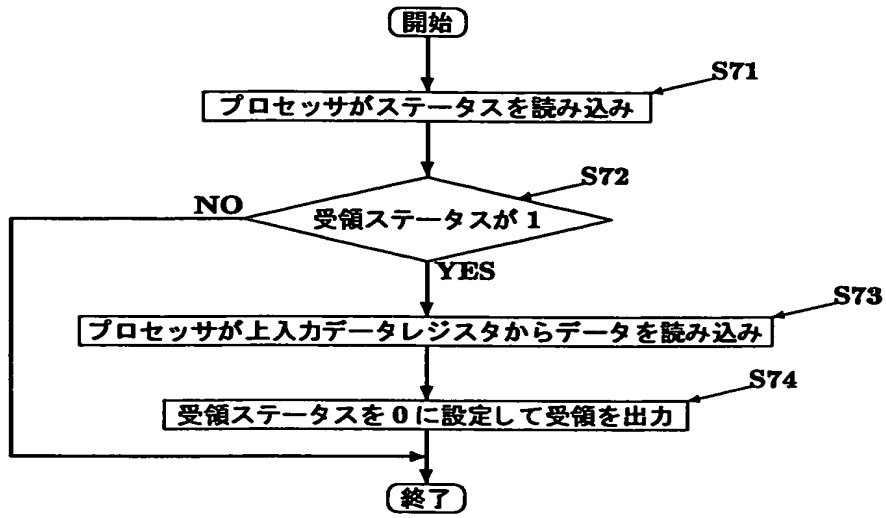 開始
S71
プロセッサがステータスを読み込み
S72
NO
受領ステータスが 1
YES
S73
プロセッサが上入力データレジスタからデータを読み込み
S74
受領ステータスを 0 に設定して受領を出力
終了